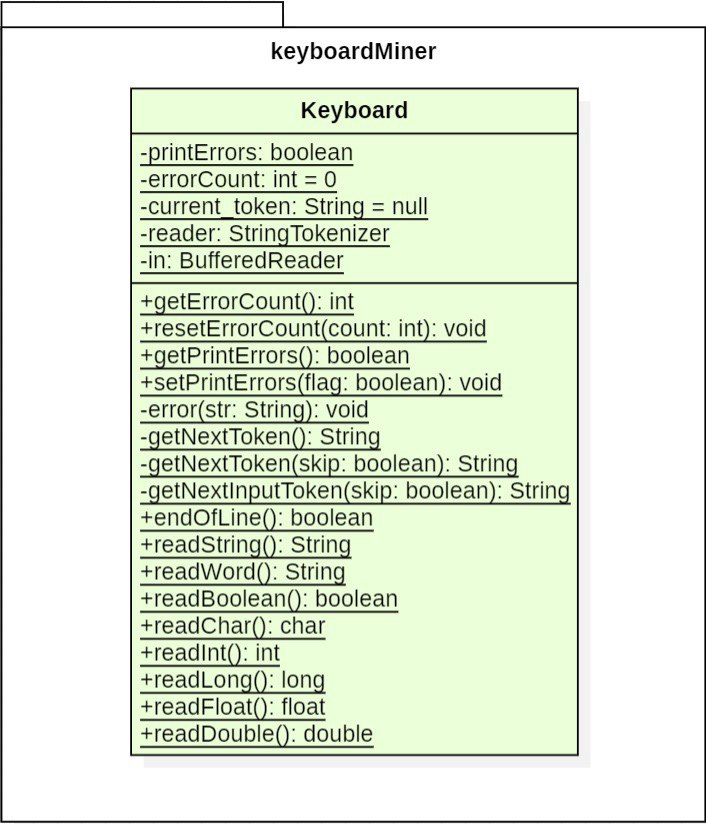 keyboardMiner
Keyboard
-printErrors: boolean
-errorCount: int = 0
-current_token: String = null
-reader: StringTokenizer
-in: BufferedReader
+getErrorCount(): int
+resetErrorCount(count: int): void
+getPrintErrors(): boolean
+setPrintErrors(flag: boolean): void
-error(str: String): void
-getNextToken(): String
-getNextToken(skip: boolean): String
-getNextInputToken(skip: boolean): String
+endOfLine(): boolean
+readString(): String
+readWord(): String
+readBoolean(): boolean
+readChar(): char
+readInt(): int
+readLong(): long
+readFloat(): float
+readDouble(): double